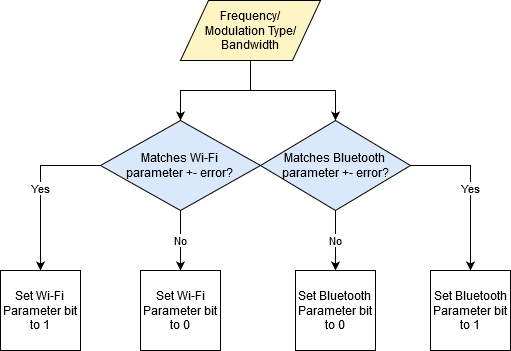 Frequency/
Modulation Type/
Bandwidth
Matches Wi-Fi
parameter +- error?
Matches Bluetooth
parameter +- error?
Yes
No
No
Yes
Set Wi-Fi
Parameter bit
to 1
Set Wi-Fi
Parameter bit
to 0
Set Bluetooth
Parameter bit
to 0
Set Bluetooth
Parameter bit
to 1